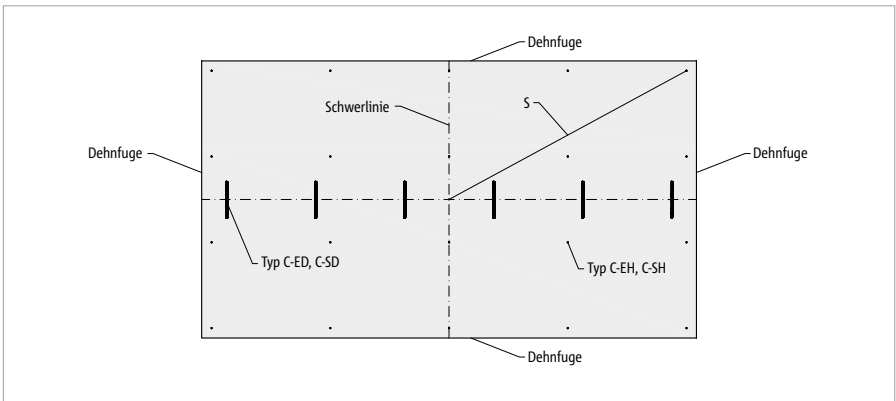 Dehnfuge
Schwerlinie
S
Dehnfuge
Dehnfuge
Typ C-ED, C-SD
Typ C-EH, C-SH
Dehnfuge